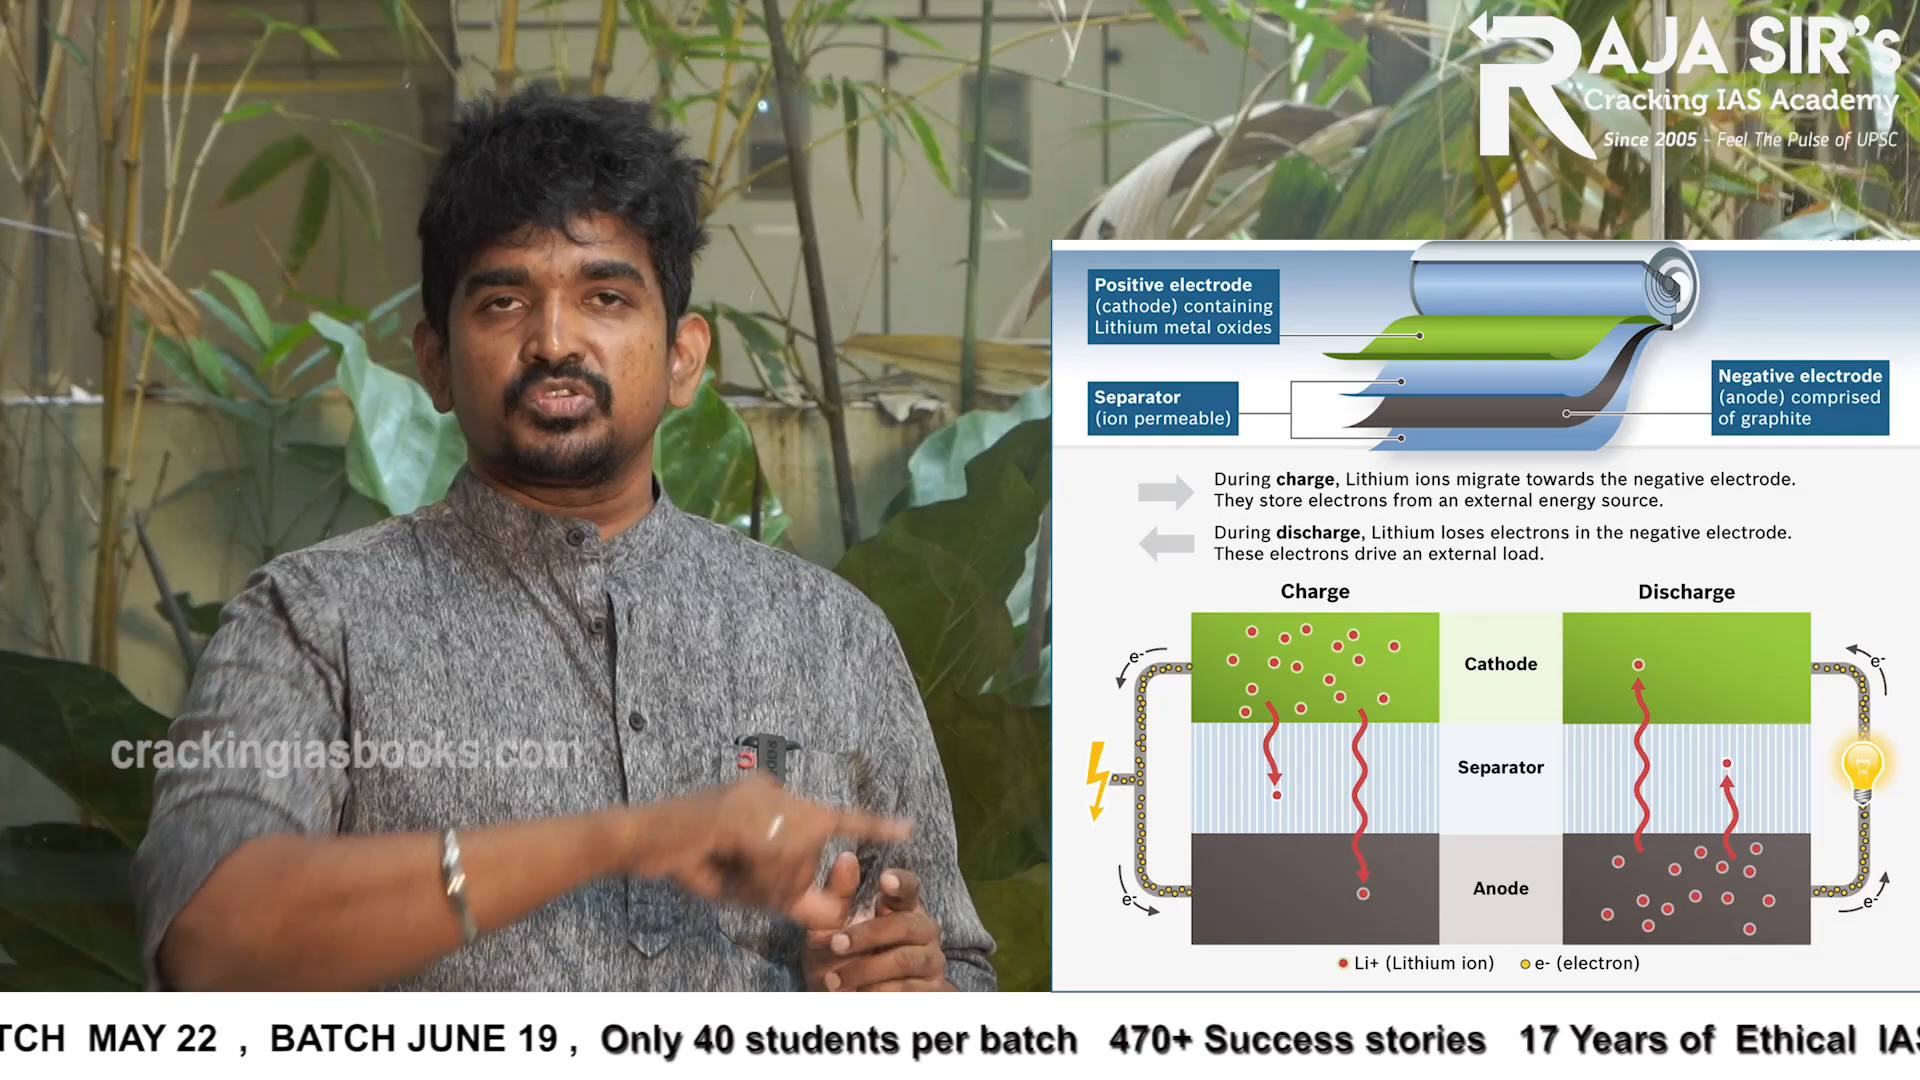 RAJA SIR's
Cracking IAS Academy
Since 2005 - Feel The Pulse of UPSC
Positive electrode
(cathode) containing
Lithium metal oxides
Separator
(ion permeable)
Negative electrode
(anode) comprised
of graphite
During charge, Lithium ions migrate towards the negative electrode.
They store electrons from an external energy source.
During discharge, Lithium loses electrons in the negative electrode.
These electrons drive an external load.
Charge
Discharge
e-
Cathode
e-
Separator
e-
Anode
e-
Li+ (Lithium ion)
e- (electron)
crackingiasbooks.com
TCH MAY 22 , BATCH JUNE 19 , Only 40 students per batch 470+ Success stories 17 Years of Ethical IAS